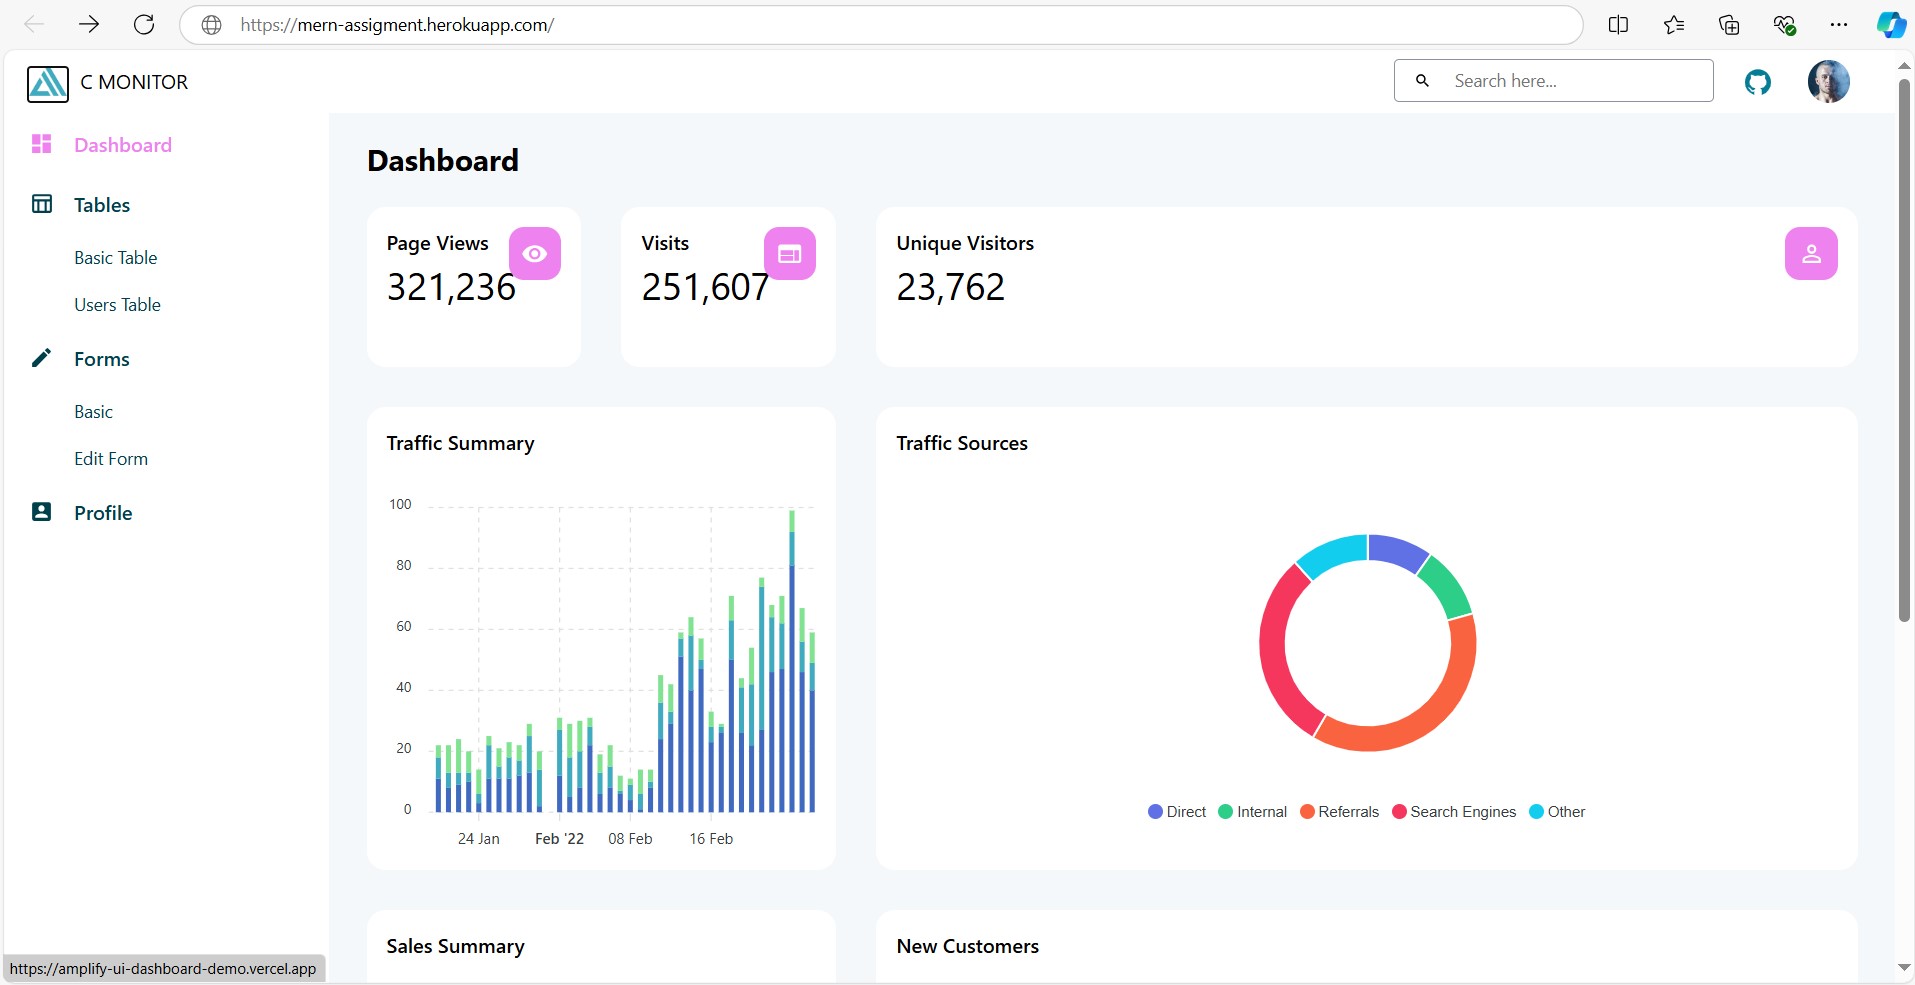 https://mern-assigment.herokuapp.com/
C MONITOR
Search here...
Dashboard
Tables
Basic Table
Users Table
Forms
Basic
Edit Form
Profile
Dashboard
Page Views
321,236
Visits
251,607
Unique Visitors
23,762
Traffic Summary
100
80
60
40
20
0
24 Jan Feb '22 08 Feb 16 Feb
Traffic Sources
Direct Internal Referrals Search Engines Other
Sales Summary
New Customers
https://amplify-ui-dashboard-demo.vercel.app